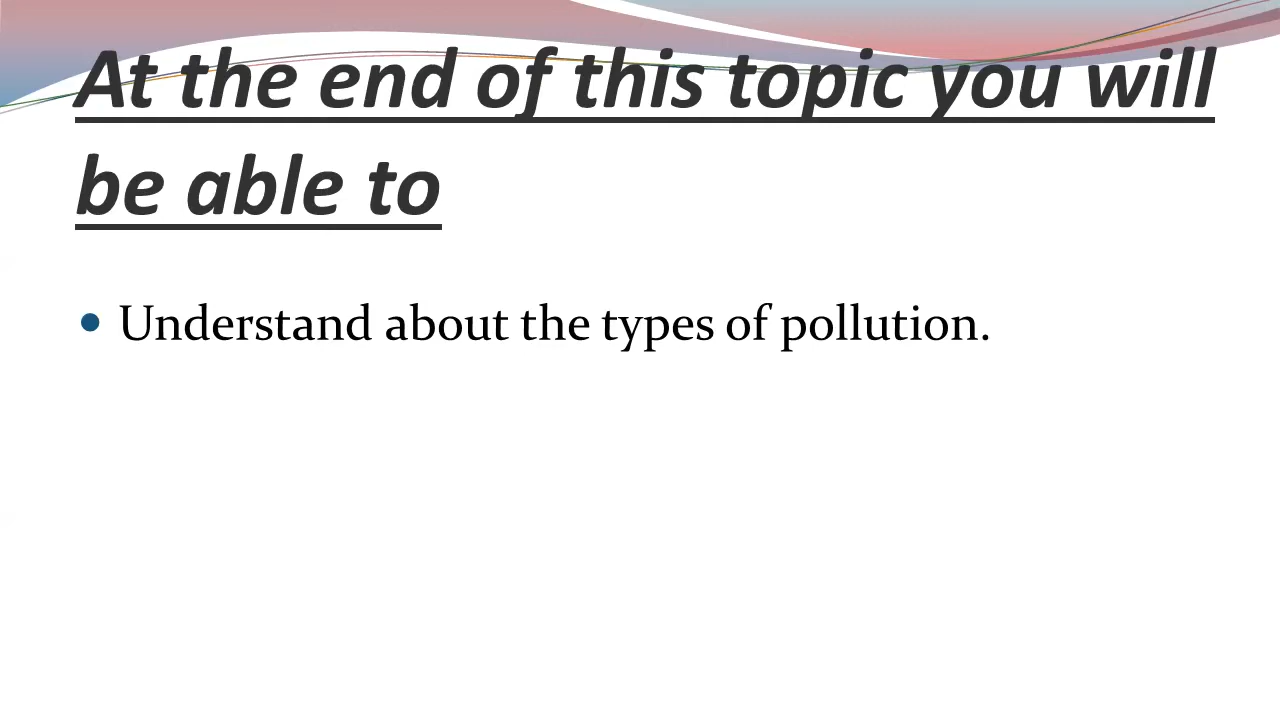 At the end of this topic you will
be able to
• Understand about the types of pollution.